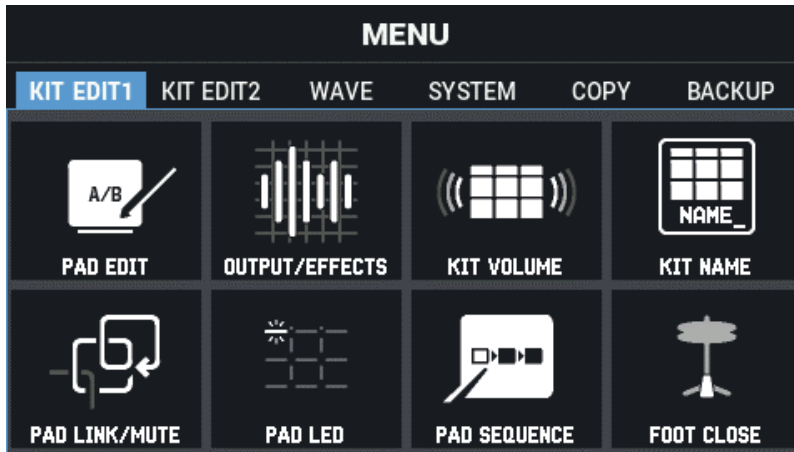 MENU
KIT EDIT1 KIT EDIT2 WAVE SYSTEM COPY BACKUP
A/B
NAME_
PAD EDIT OUTPUT/EFFECTS KIT VOLUME KIT NAME
PAD LINK/MUTE PAD LED PAD SEQUENCE FOOT CLOSE